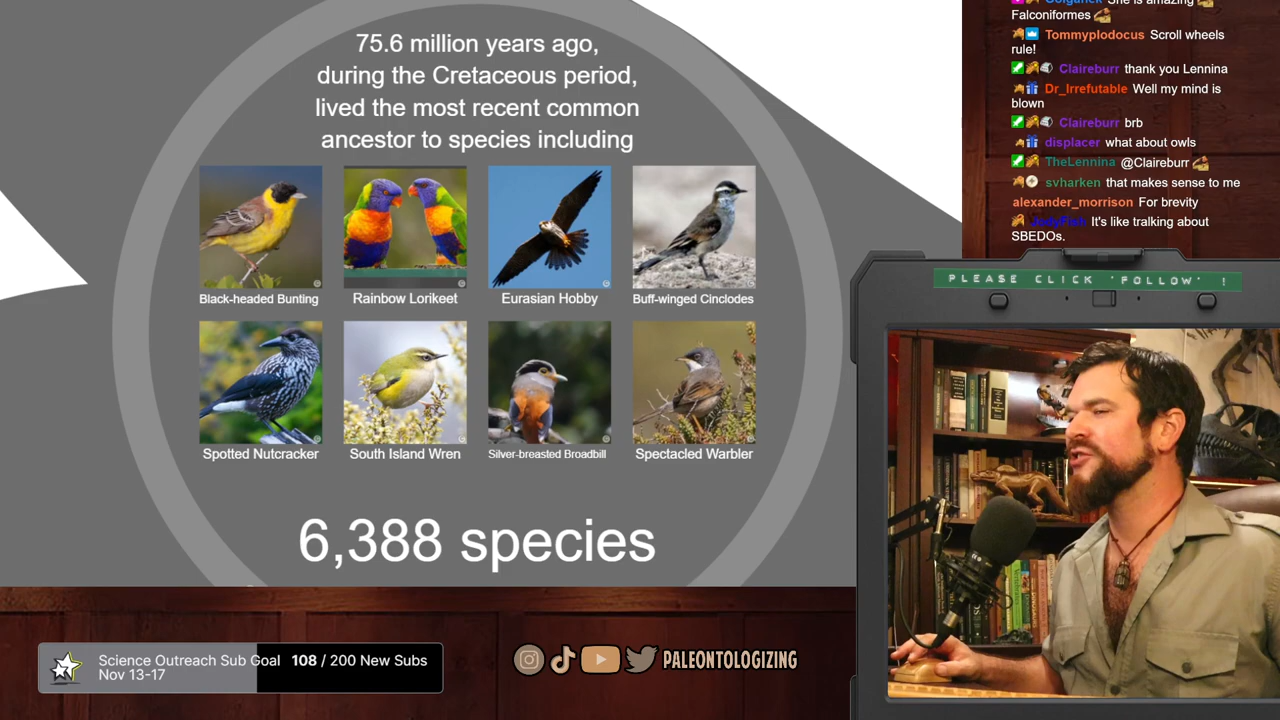 75.6 million years ago,
during the Cretaceous period,
lived the most recent common
ancestor to species including
Black-headed Bunting
Rainbow Lorikeet
Eurasian Hobby
Buff-winged Cinclodes
Spotted Nutcracker
South Island Wren
Silver-breasted Broadbill
Spectacled Warbler
6,388 species
She is amazing
Falconiformes
Tommyplodocus Scroll wheels
rule!
Claireburr thank you Lennina
Dr_Irrefutable Well my mind is
blown
Claireburr brb
displacer what about owls
TheLennina @Claireburr
svharken that makes sense to me
alexander_morrison For brevity
It's like tralking about
SBEDOs.
PLEASE CLICK "FOLLOW" !
Science Outreach Sub Goal 108 / 200 New Subs
Nov 13-17
PALEONTOLOGIZING